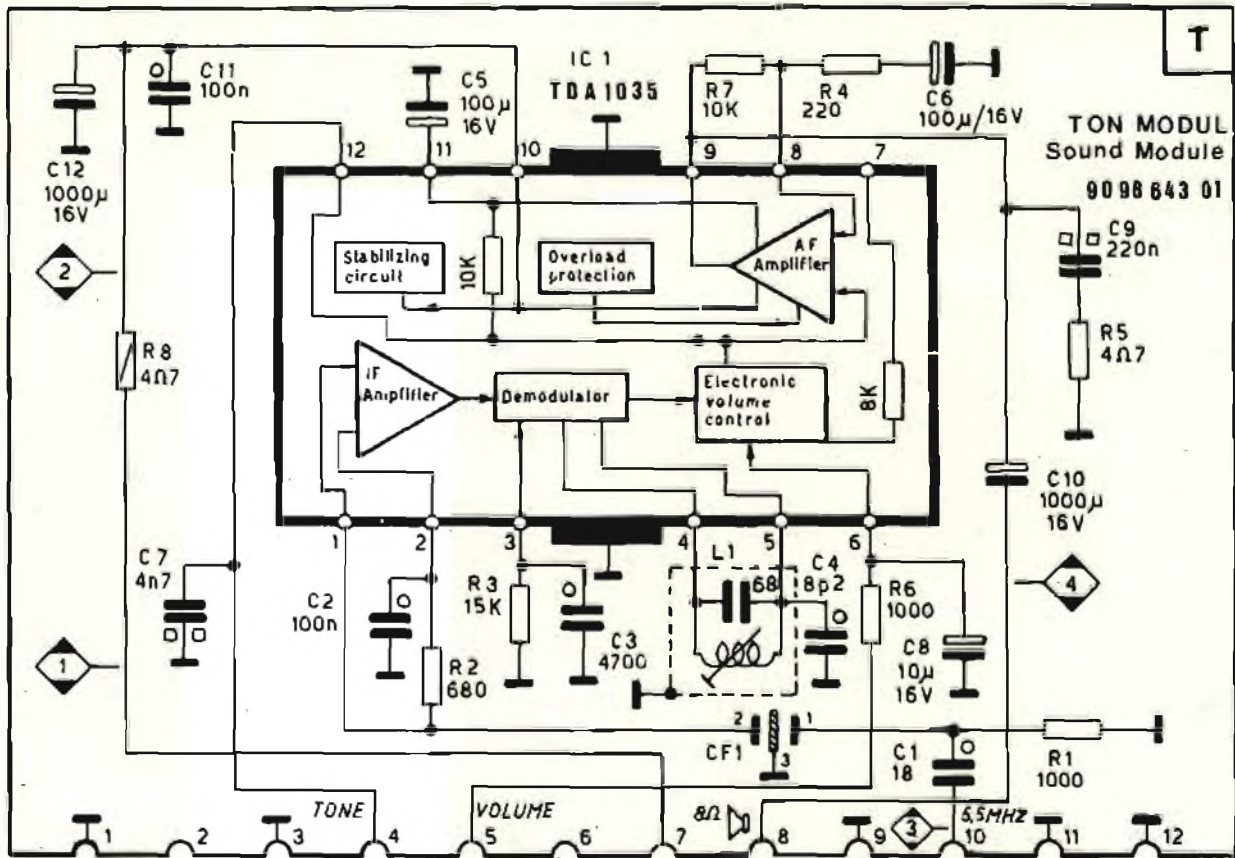 T
TON MODUL
Sound Module
9098 643 01
IC 1
TDA1035
C11
100n
C12
1000µ
16V
C5
100µ
16V
R7
10K
R4
220
C6
100µ/16V
12
11
10
9
8
7
2
Stabilizing
circuit
10K
Overload
protection
AF
Amplifier
C9
220n
R5
4Ω7
R8
4Ω7
IF
Amplifier
Demodulator
Electronic
volume
control
8K
C10
1000µ
16V
4
1
2
3
4
5
6
C7
4n7
1
C2
100n
R2
680
R3
15K
C3
4700
L1
68
C4
8p2
R6
1000
C8
10µ
16V
2
1
3
CF1
C1
18
R1
1000
TONE
VOLUME
8Ω
3
5,5MHZ
1
2
3
4
5
6
7
8
9
10
11
12